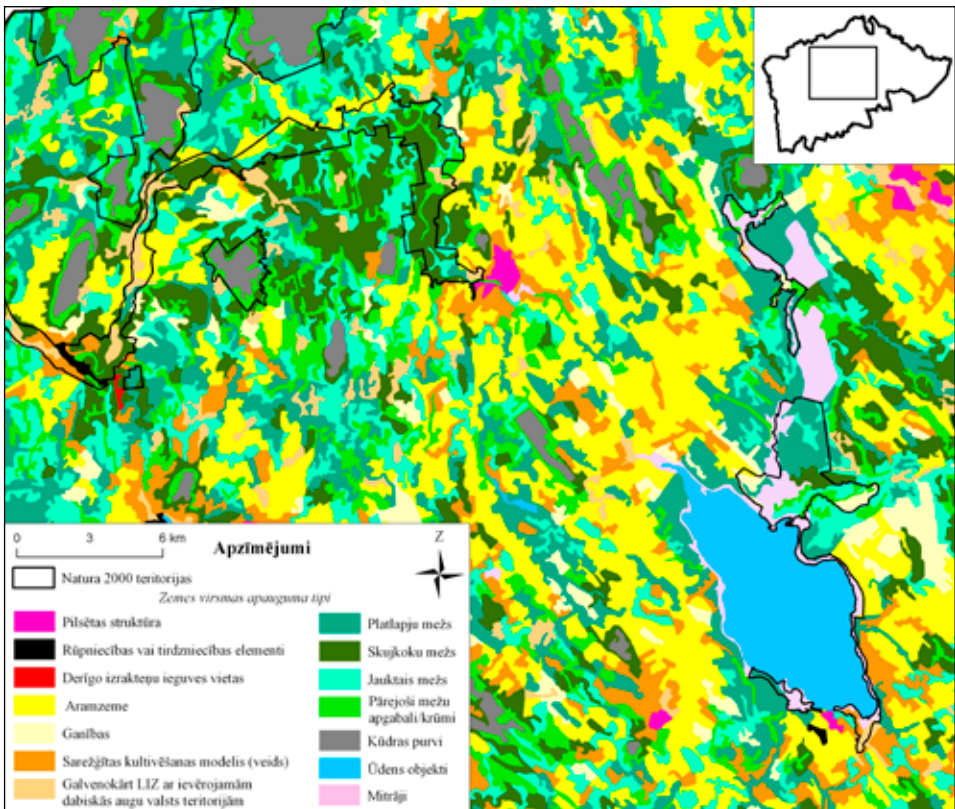 0 3 6 km
Apzīmējumi
Z
Natura 2000 teritorijas
Zemes virsmas apauguma tipi
Pilsētas struktūra
Rūpniecības vai tirdzniecības elementi
Derīgo izrakteņu ieguves vietas
Aramzeme
Ganības
Sarežģītas kultivēšanas modelis (veids)
Galvenokārt LIZ ar ievērojamām
dabiskās augu valsts teritorijām
Platlapju mežs
Skujkoku mežs
Jauktais mežs
Pārejoši mežu
apgabali/krūmi
Kūdras purvi
Ūdens objekti
Mitrāji